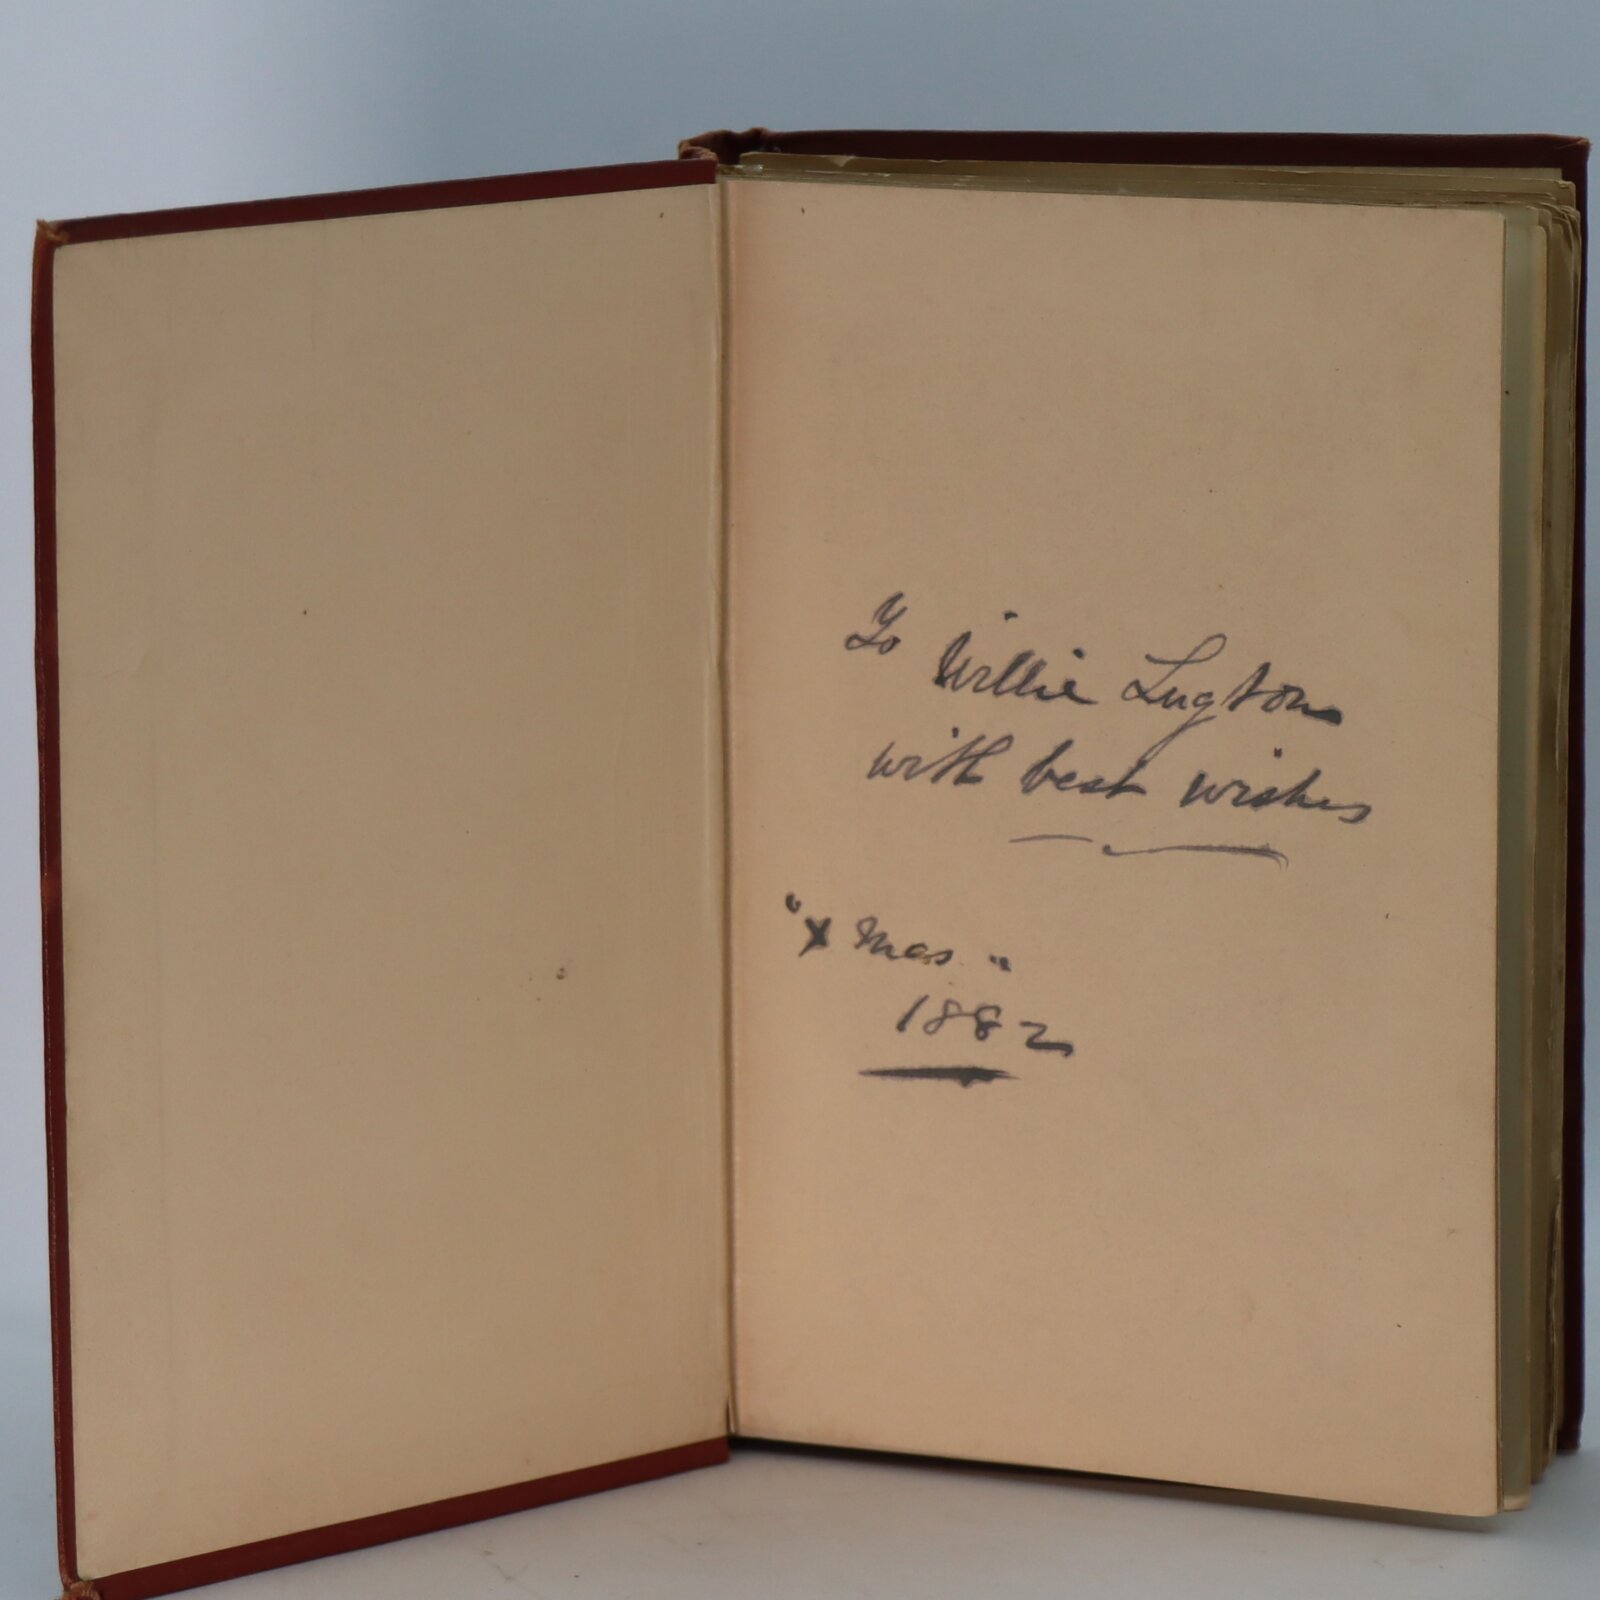 To Willie Lugton
with best wishes
"X Mas"
1882